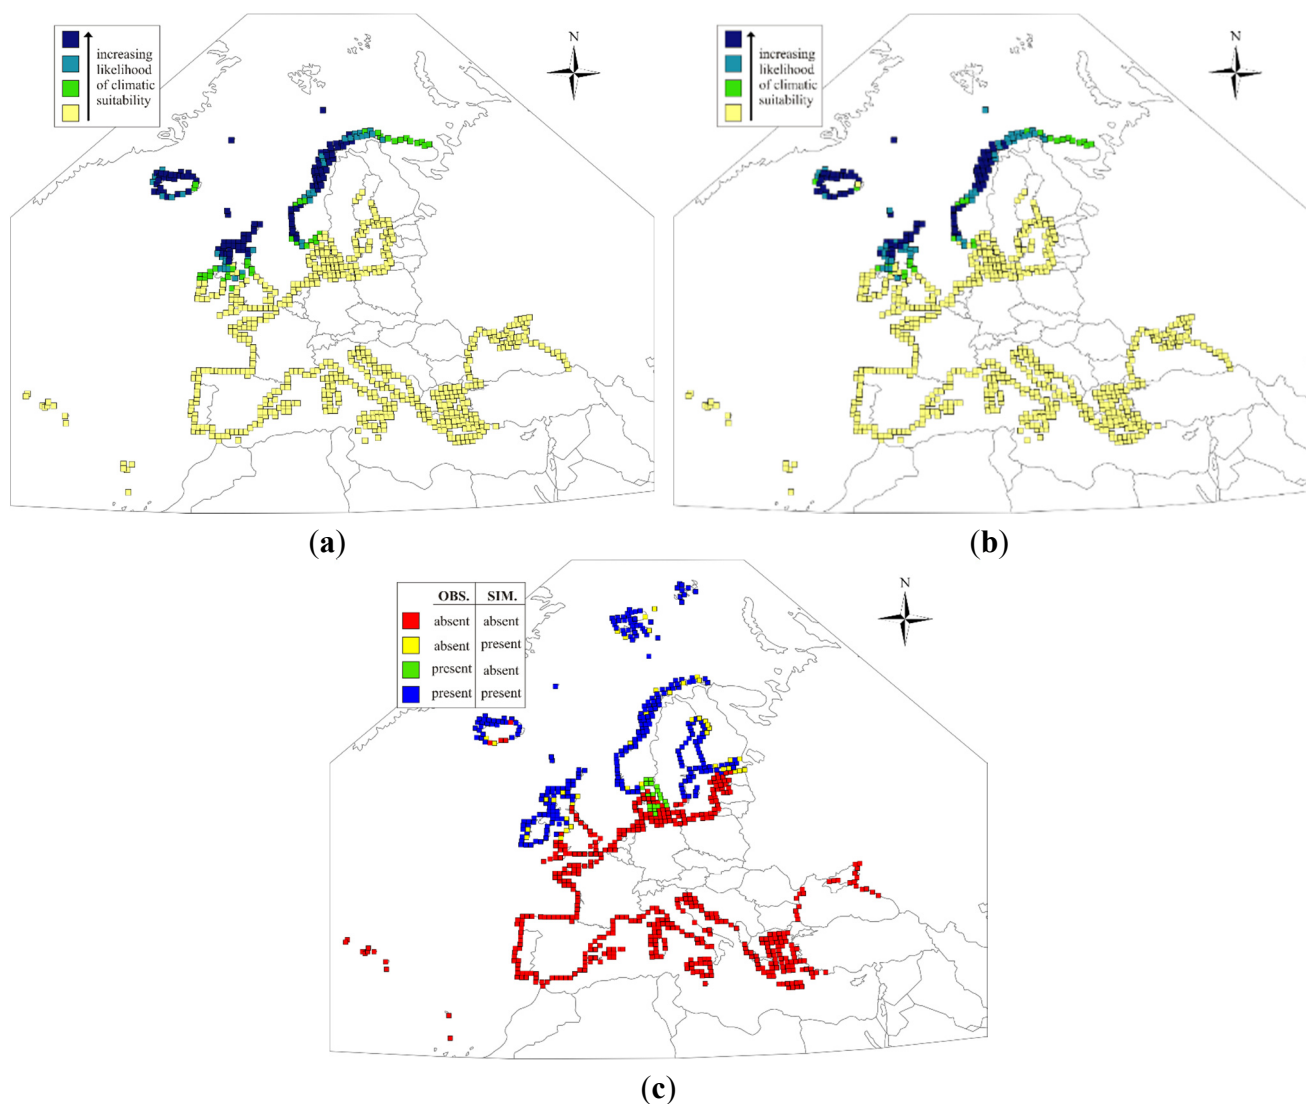 increasing
likelihood
of climatic
suitability
N
increasing
likelihood
of climatic
suitability
N
(a)
(b)
OBS. SIM.
absent absent
absent present
present absent
present present
N
(c)